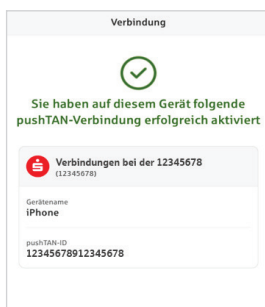 Verbindung
Sie haben auf diesem Gerät folgende
pushTAN-Verbindung erfolgreich aktiviert
Verbindungen bei der 12345678
(12345678)
Gerätename
iPhone
pushTAN-ID
12345678912345678